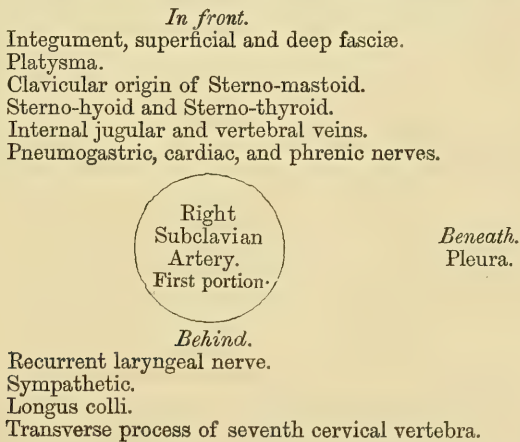 In front.
Integument, superficial and deep fasciæ.
Platysma.
Clavicular origin of Sterno-mastoid.
Sterno-hyoid and Sterno-thyroid.
Internal jugular and vertebral veins.
Pneumogastric, cardiac, and phrenic nerves.
Right
Subclavian
Artery.
First portion.
Beneath.
Pleura.
Behind.
Recurrent laryngeal nerve.
Sympathetic.
Longus colli.
Transverse process of seventh cervical vertebra.